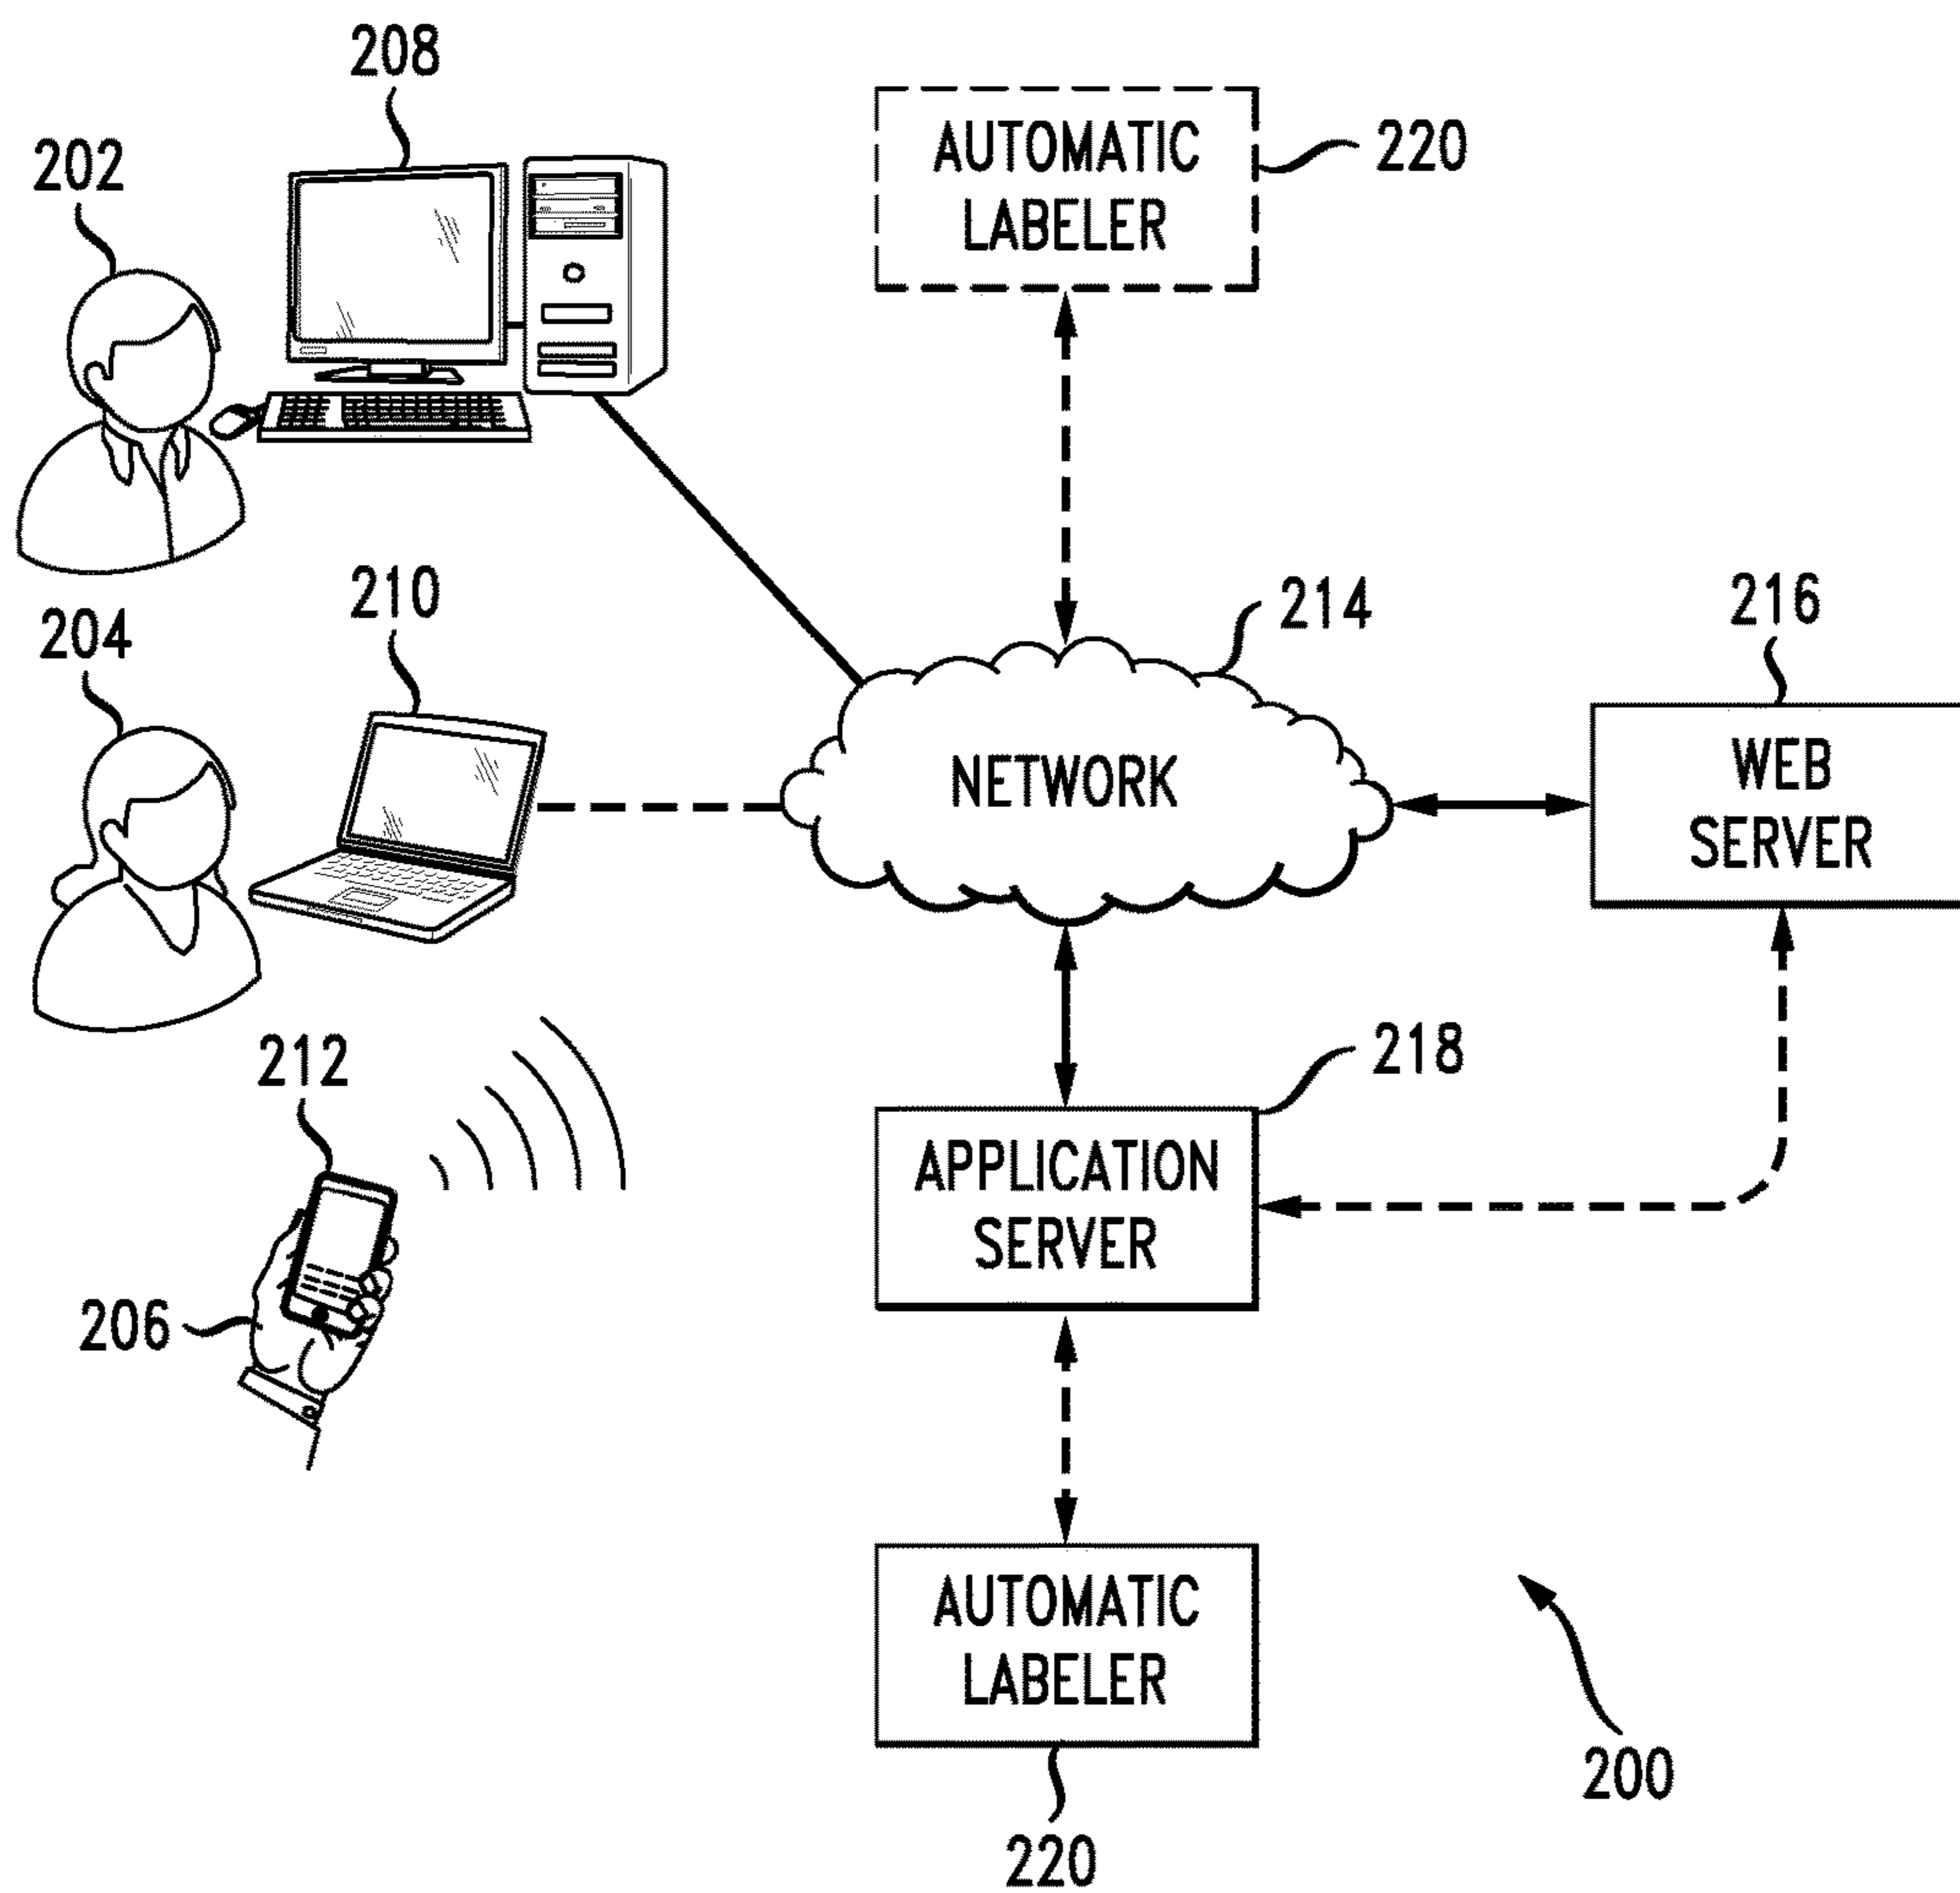 208
202
AUTOMATIC
LABELER
220
210
204
214
216
NETWORK
WEB
SERVER
212
218
APPLICATION
SERVER
206
AUTOMATIC
LABELER
200
220